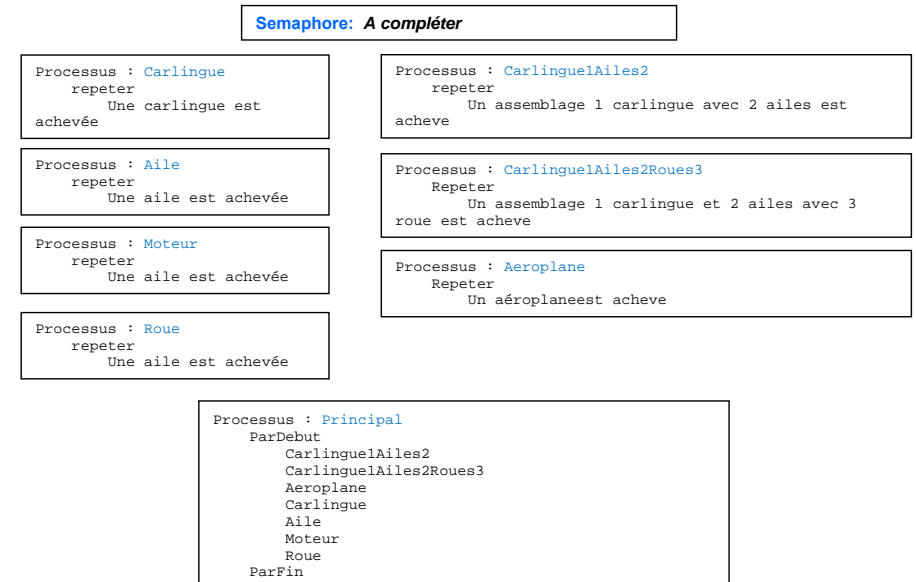 Semaphore: A compléter
Processus : Carlingue
repeter
Une carlingue est
achevée
Processus : Aile
repeter
Une aile est achevée
Processus : Moteur
repeter
Une aile est achevée
Processus : Roue
repeter
Une aile est achevée
Processus : Carlingue1Ailes2
repeter
Un assemblage 1 carlingue avec 2 ailes est
acheve
Processus : Carlingue1Ailes2Roues3
Repeter
Un assemblage 1 carlingue et 2 ailes avec 3
roue est acheve
Processus : Aeroplane
Repeter
Un aéroplaneest acheve
Processus : Principal
ParDebut
Carlingue1Ailes2
Carlingue1Ailes2Roues3
Aeroplane
Carlingue
Aile
Moteur
Roue
ParFin